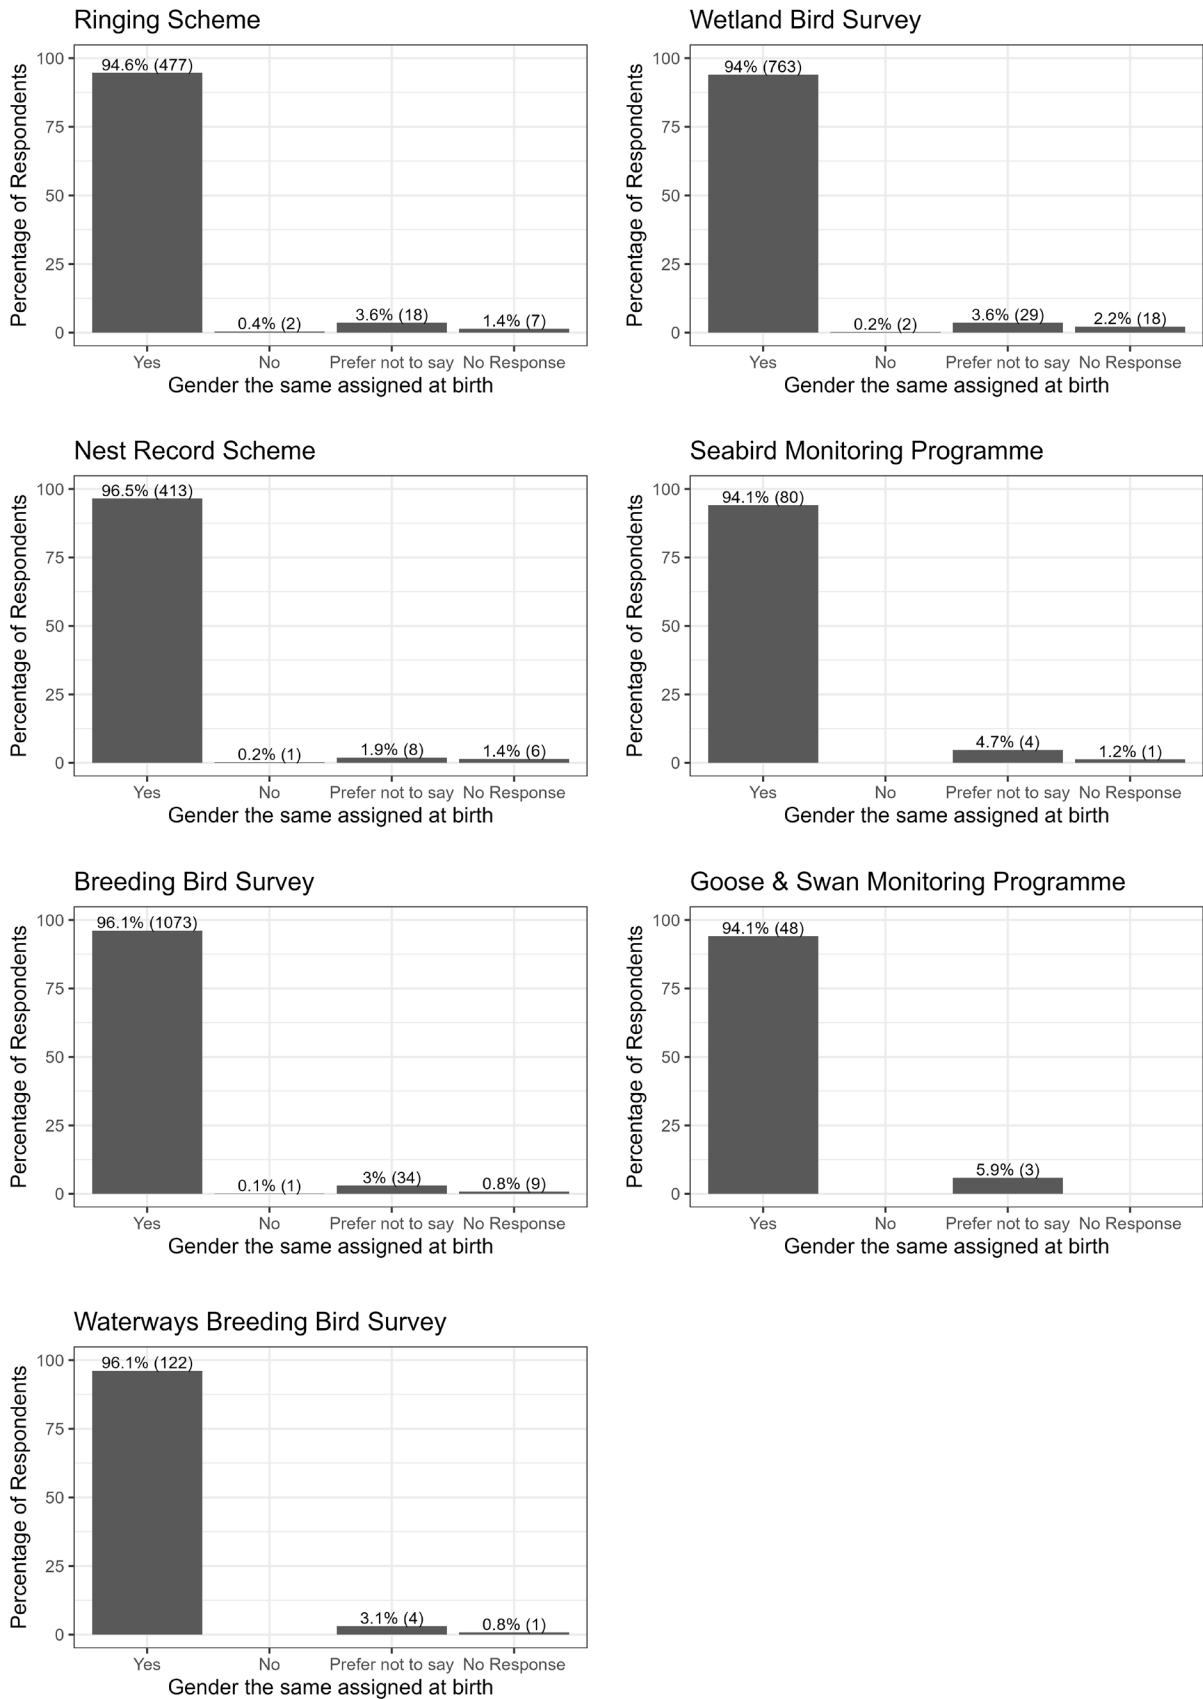 Ringing Scheme
Percentage of Respondents
100
75
50
25
0
94.6% (477)
0.4% (2)
3.6% (18)
1.4% (7)
Yes
No
Prefer not to say
No Response
Gender the same assigned at birth
Wetland Bird Survey
Percentage of Respondents
100
75
50
25
0
94% (763)
0.2% (2)
3.6% (29)
2.2% (18)
Yes
No
Prefer not to say
No Response
Gender the same assigned at birth
Nest Record Scheme
Percentage of Respondents
100
75
50
25
0
96.5% (413)
0.2% (1)
1.9% (8)
1.4% (6)
Yes
No
Prefer not to say
No Response
Gender the same assigned at birth
Seabird Monitoring Programme
Percentage of Respondents
100
75
50
25
0
94.1% (80)
4.7% (4)
1.2% (1)
Yes
No
Prefer not to say
No Response
Gender the same assigned at birth
Breeding Bird Survey
Percentage of Respondents
100
75
50
25
0
96.1% (1073)
0.1% (1)
3% (34)
0.8% (9)
Yes
No
Prefer not to say
No Response
Gender the same assigned at birth
Goose & Swan Monitoring Programme
Percentage of Respondents
100
75
50
25
0
94.1% (48)
5.9% (3)
Yes
No
Prefer not to say
No Response
Gender the same assigned at birth
Waterways Breeding Bird Survey
Percentage of Respondents
100
75
50
25
0
96.1% (122)
3.1% (4)
0.8% (1)
Yes
No
Prefer not to say
No Response
Gender the same assigned at birth